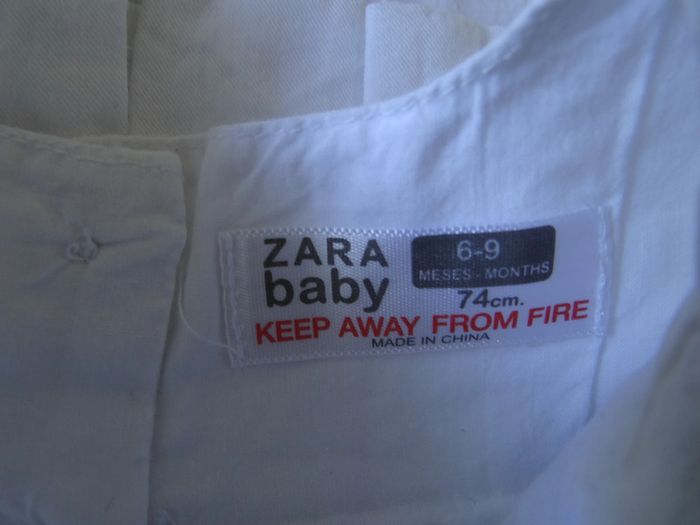 ZARA
baby
6-9
MESES - MONTHS
74cm.
KEEP AWAY FROM FIRE
MADE IN CHINA